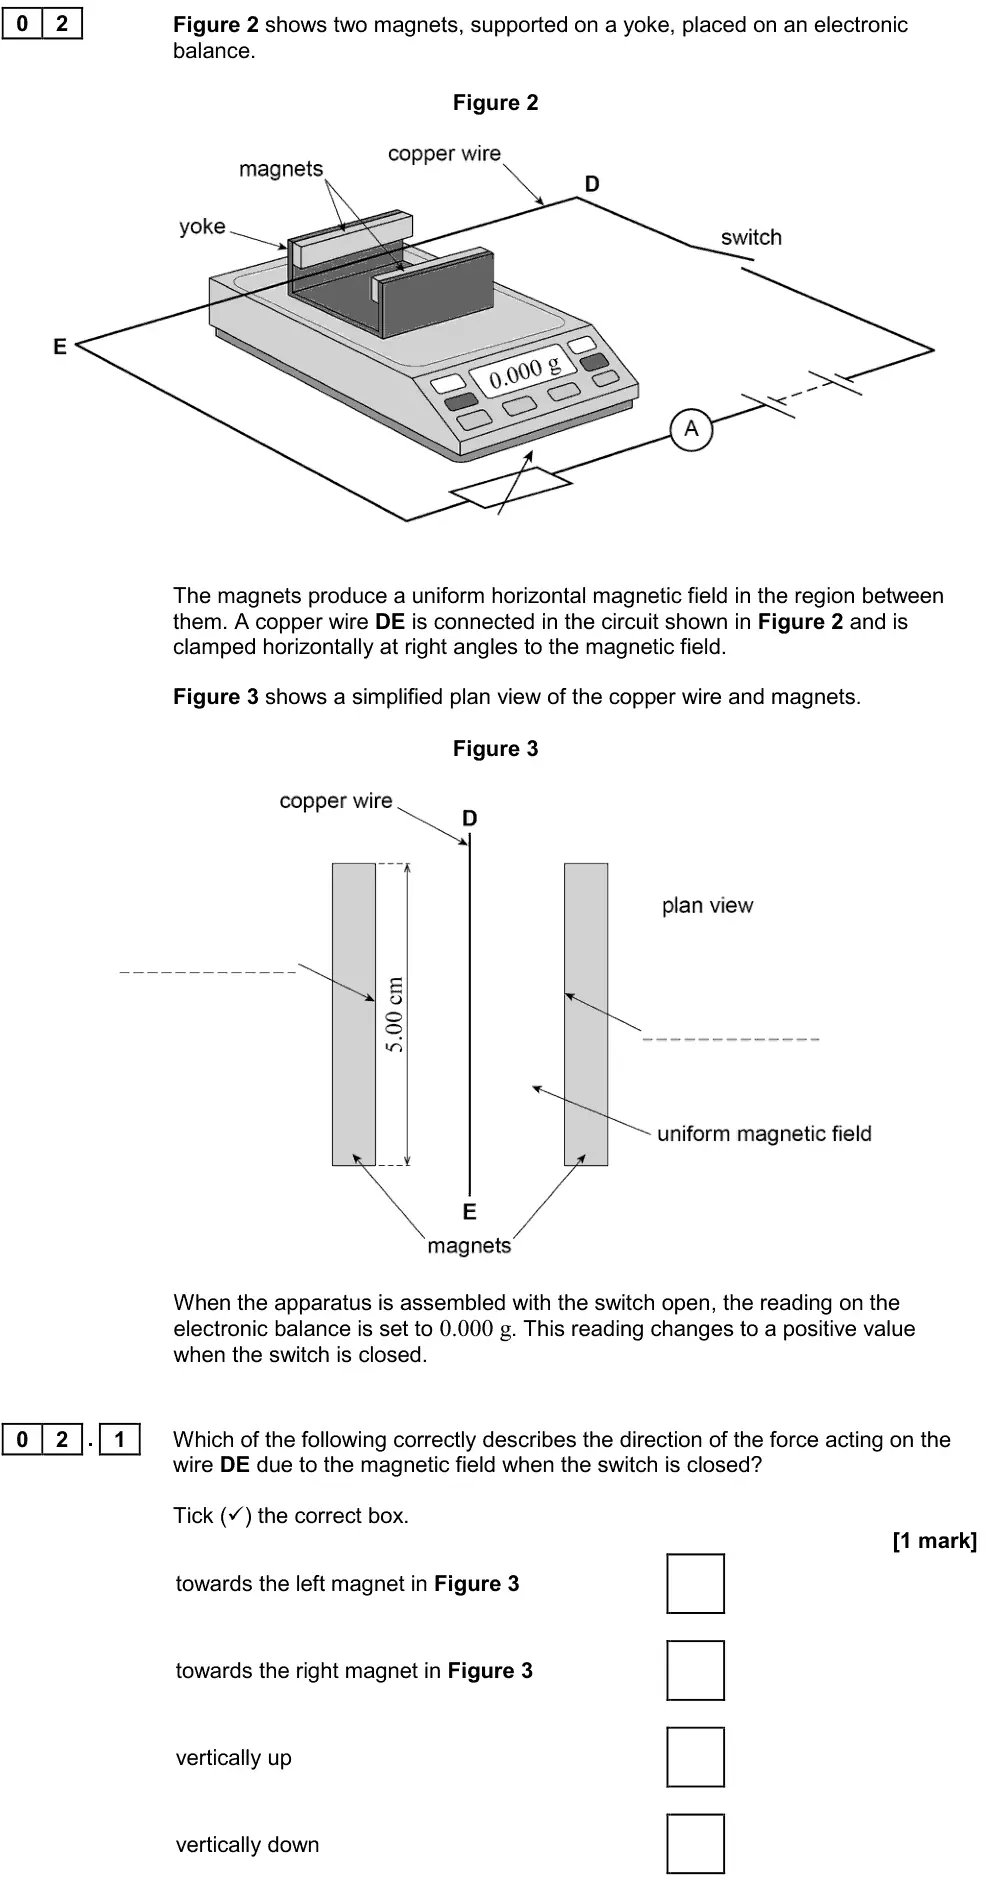 0 2
Figure 2 shows two magnets, supported on a yoke, placed on an electronic
balance.
Figure 2
copper wire
magnets
D
yoke
switch
E
0.000 g
A
The magnets produce a uniform horizontal magnetic field in the region between
them. A copper wire DE is connected in the circuit shown in Figure 2 and is
clamped horizontally at right angles to the magnetic field.
Figure 3 shows a simplified plan view of the copper wire and magnets.
Figure 3
copper wire
D
plan view
5.00 cm
uniform magnetic field
E
magnets
When the apparatus is assembled with the switch open, the reading on the
electronic balance is set to 0.000 g. This reading changes to a positive value
when the switch is closed.
0 2 . 1
Which of the following correctly describes the direction of the force acting on the
wire DE due to the magnetic field when the switch is closed?
Tick (✓) the correct box.
[1 mark]
towards the left magnet in Figure 3
towards the right magnet in Figure 3
vertically up
vertically down